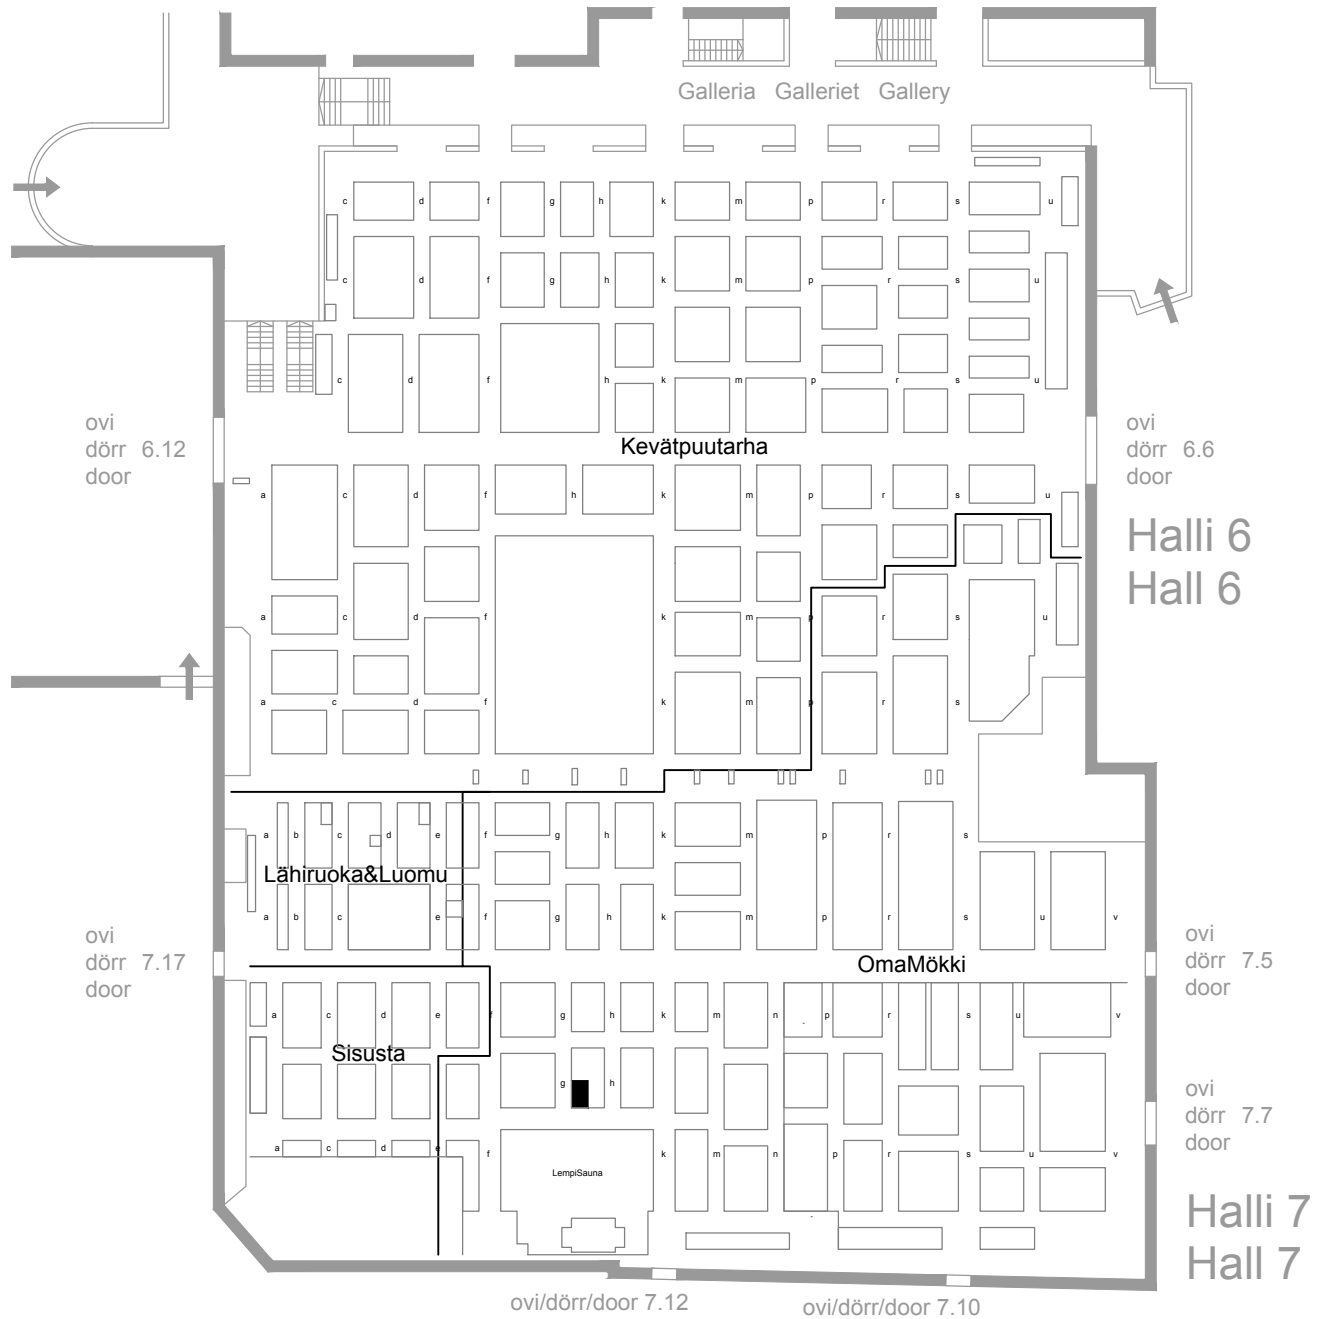 Galleria Galleriet Gallery
c d f g h k m p r s u
c d f g h k m p r s u
c d f h k m p r s u
ovi
dörr 6.12
door
Kevätpuutarha
ovi
dörr 6.6
door
a c d f h k m p r s u
Halli 6
Hall 6
a c d f k m p r s u
a c d f k m p r s
a b c d e f g h k m p r s
Lähiruoka&Luomu
a b c e f g h k m p r s u v
ovi
dörr 7.17
door
OmaMökki
ovi
dörr 7.5
door
a c d e f g h k m n p r s u v
Sisusta
g h
ovi
dörr 7.7
door
a c d e f k m n p r s u v
LempiSauna
Halli 7
Hall 7
ovi/dörr/door 7.12
ovi/dörr/door 7.10